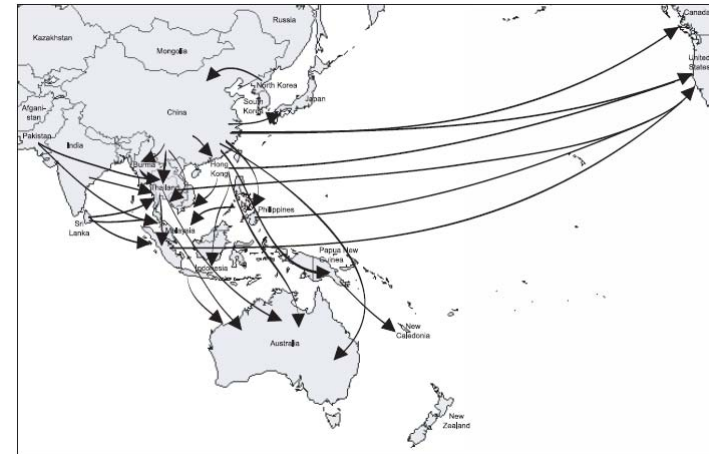 Canada
Russia
Kazakhstan
Mongolia
United
States
North Korea
South
Korea
Japan
Afgani-
stan
China
Pakistan
India
Burma
Hong
Kong
Thailand
Philippines
Sri
Lanka
Malaysia
Papua New
Guinea
Indonesia
New
Caledonia
Australia
New
Zealand